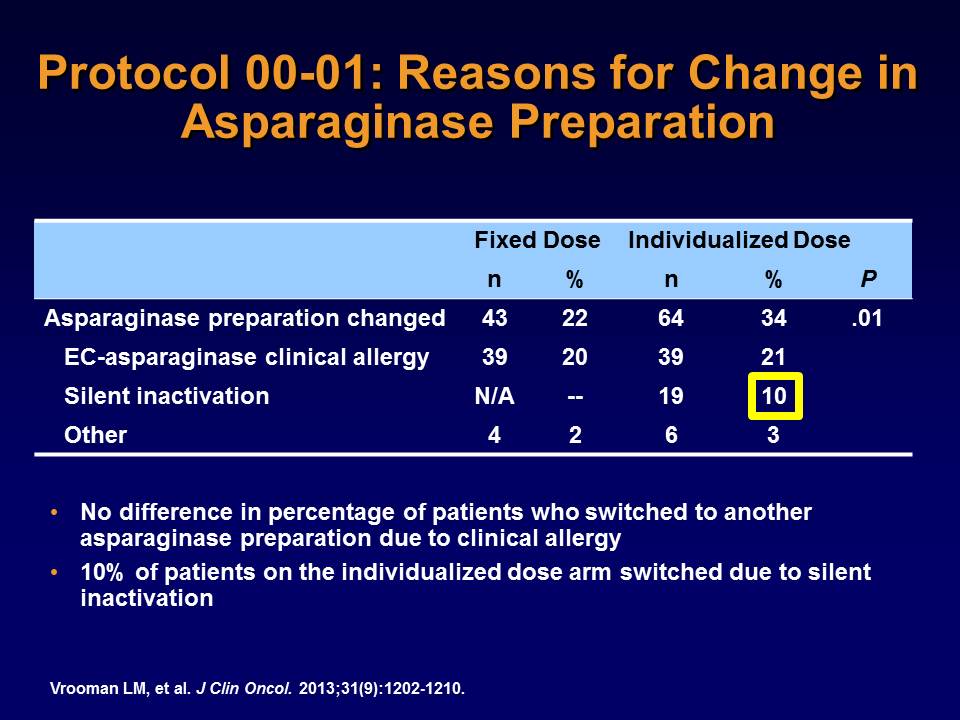 Protocol 00-01: Reasons for Change in
Asparaginase Preparation
Fixed Dose Individualized Dose
n % n % P
Asparaginase preparation changed 43 22 64 34 .01
EC-asparaginase clinical allergy 39 20 39 21
Silent inactivation N/A -- 19 10
Other 4 2 6 3
• No difference in percentage of patients who switched to another
asparaginase preparation due to clinical allergy
• 10% of patients on the individualized dose arm switched due to silent
inactivation
Vrooman LM, et al. J Clin Oncol. 2013;31(9):1202-1210.